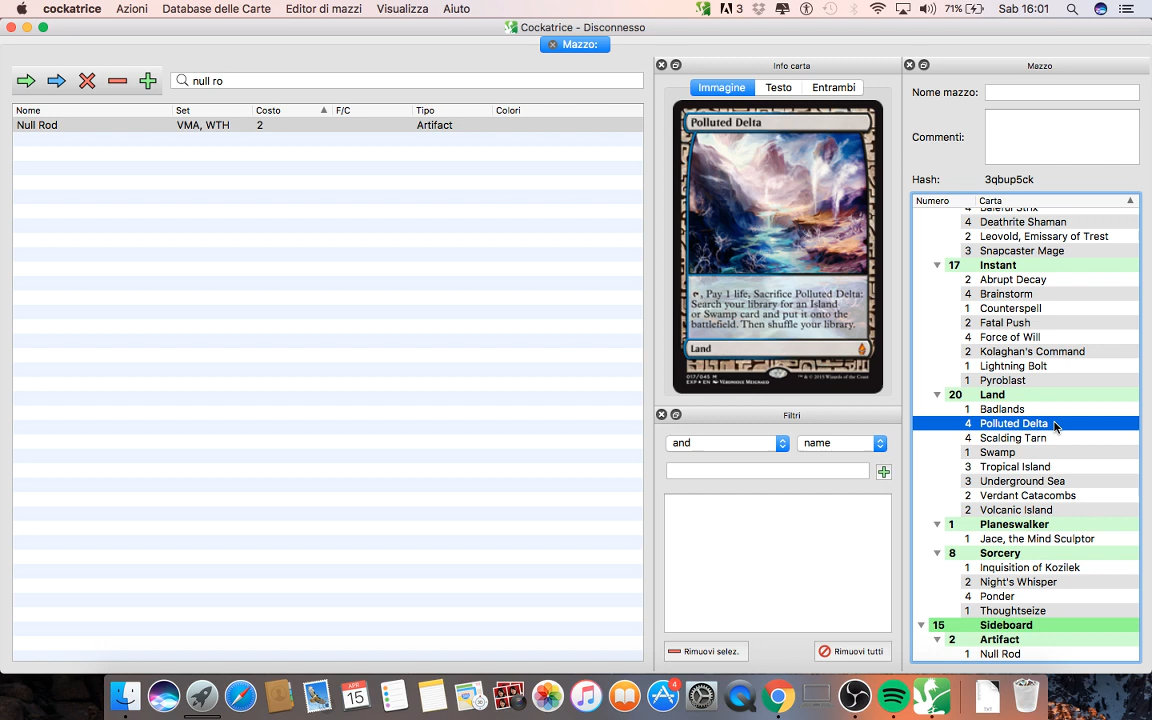 cockatrice Azioni Database delle Carte Editor di mazzi Visualizza Aiuto 3 71% Sab 16:01
Cockatrice - Disconnesso
Mazzo:
null ro
Nome Set Costo F/C Tipo Colori
Null Rod VMA, WTH 2 Artifact
Info carta
Immagine Testo Entrambi
Polluted Delta
, Pay 1 life, Sacrifice Polluted Delta:
Search your library for an Island
or Swamp card and put it onto the
battlefield. Then shuffle your library.
Land
Filtri
and name
Rimuovi selez. Rimuovi tutti
Mazzo
Nome mazzo:
Commenti:
Hash: 3qbup5ck
Numero Carta
4 Baleful Strix
4 Deathrite Shaman
2 Leovold, Emissary of Trest
3 Snapcaster Mage
17 Instant
2 Abrupt Decay
4 Brainstorm
1 Counterspell
2 Fatal Push
4 Force of Will
2 Kolaghan's Command
1 Lightning Bolt
1 Pyroblast
20 Land
1 Badlands
4 Polluted Delta
4 Scalding Tarn
1 Swamp
3 Tropical Island
3 Underground Sea
2 Verdant Catacombs
2 Volcanic Island
1 Planeswalker
1 Jace, the Mind Sculptor
8 Sorcery
1 Inquisition of Kozilek
2 Night's Whisper
4 Ponder
1 Thoughtseize
15 Sideboard
2 Artifact
1 Null Rod
APR
15
4
TXT